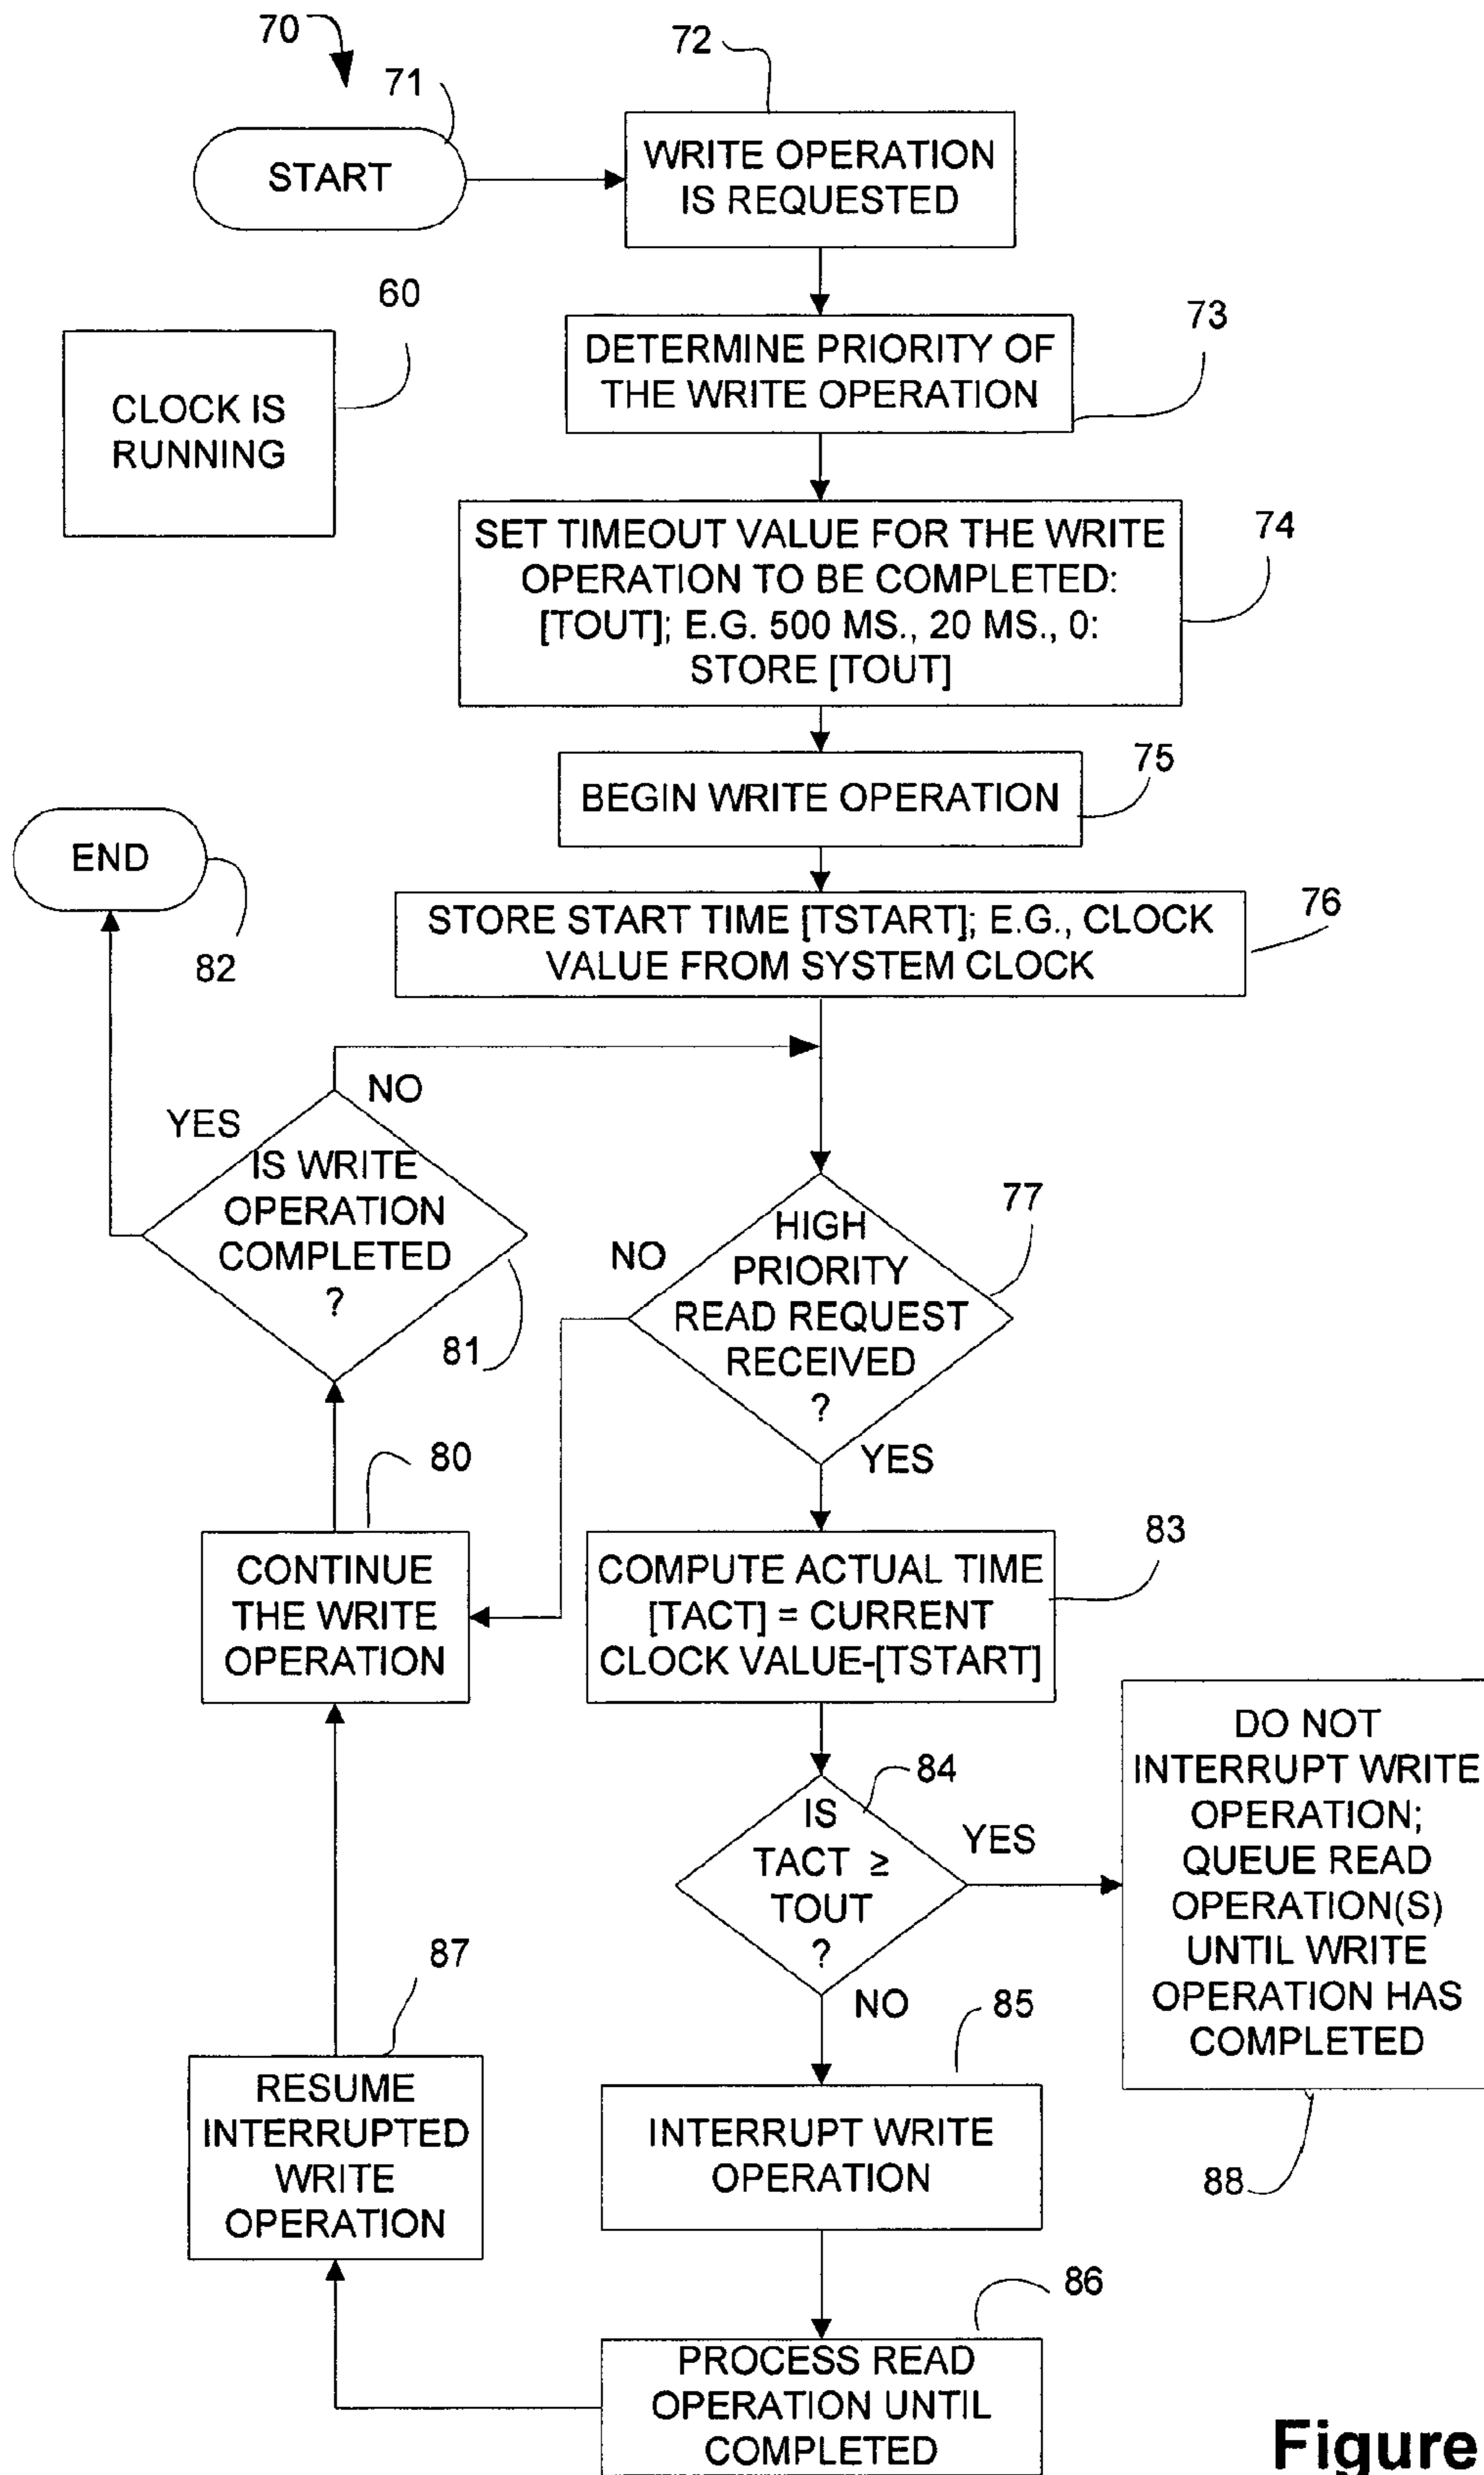 70
71
START
72
WRITE OPERATION
IS REQUESTED
60
CLOCK IS
RUNNING
73
DETERMINE PRIORITY OF
THE WRITE OPERATION
74
SET TIMEOUT VALUE FOR THE WRITE
OPERATION TO BE COMPLETED:
[TOUT]; E.G. 500 MS., 20 MS., 0:
STORE [TOUT]
75
BEGIN WRITE OPERATION
END
82
76
STORE START TIME [TSTART]; E.G., CLOCK
VALUE FROM SYSTEM CLOCK
NO
YES
IS WRITE
OPERATION
COMPLETED
?
81
77
NO
HIGH
PRIORITY
READ REQUEST
RECEIVED
?
YES
80
CONTINUE
THE WRITE
OPERATION
83
COMPUTE ACTUAL TIME
[TACT] = CURRENT
CLOCK VALUE-[TSTART]
84
IS
TACT ≥
TOUT
?
YES
NO
DO NOT
INTERRUPT WRITE
OPERATION;
QUEUE READ
OPERATION(S)
UNTIL WRITE
OPERATION HAS
COMPLETED
88
87
RESUME
INTERRUPTED
WRITE
OPERATION
85
INTERRUPT WRITE
OPERATION
86
PROCESS READ
OPERATION UNTIL
COMPLETED
Figure